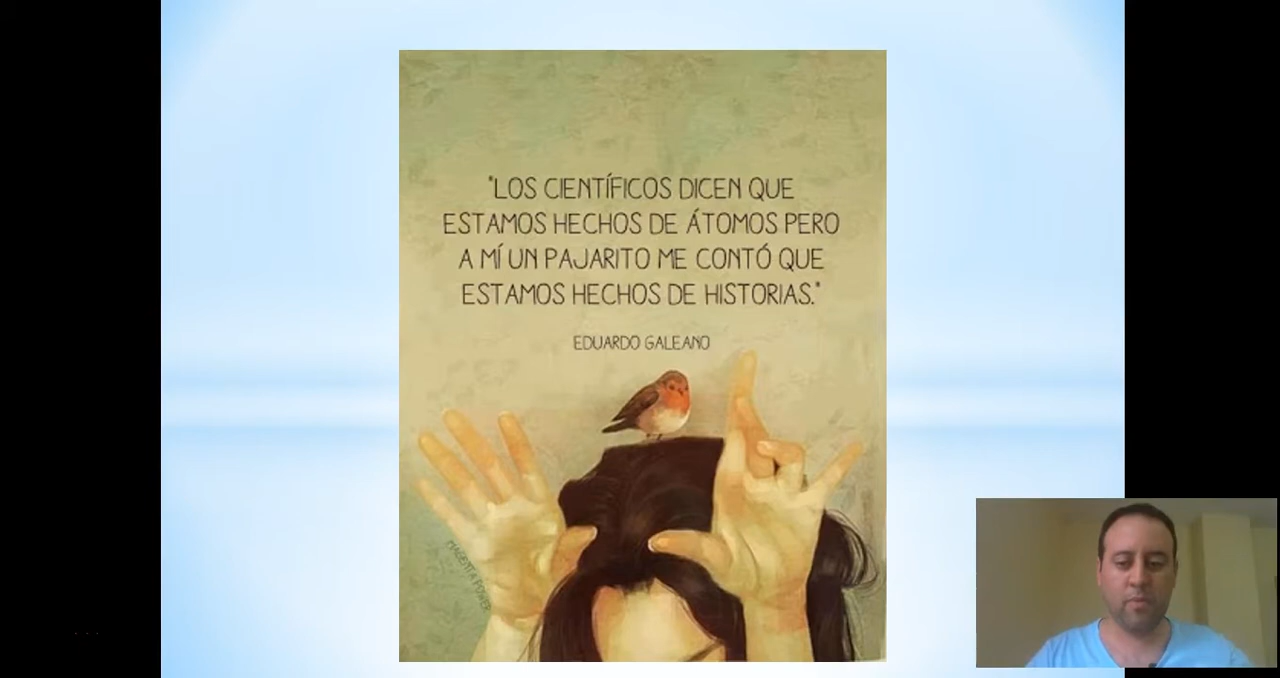 "LOS CIENTÍFICOS DICEN QUE
ESTAMOS HECHOS DE ÁTOMOS PERO
A MÍ UN PAJARITO ME CONTÓ QUE
ESTAMOS HECHOS DE HISTORIAS."
EDUARDO GALEANO